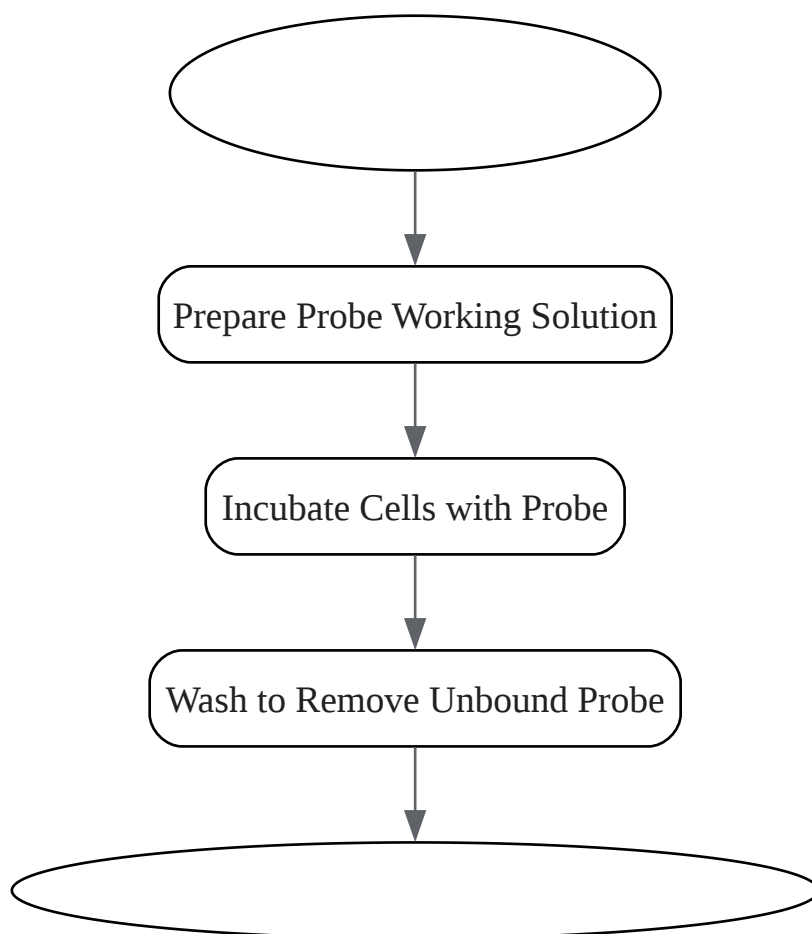 Prepare Probe Working Solution
Incubate Cells with Probe
Wash to Remove Unbound Probe